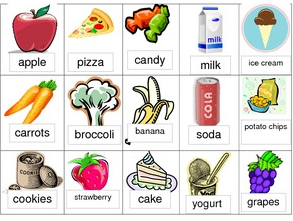 apple pizza candy milk ice cream
carrots broccoli banana COLA soda potato chips
COOKIES cookies strawberry cake yogurt grapes